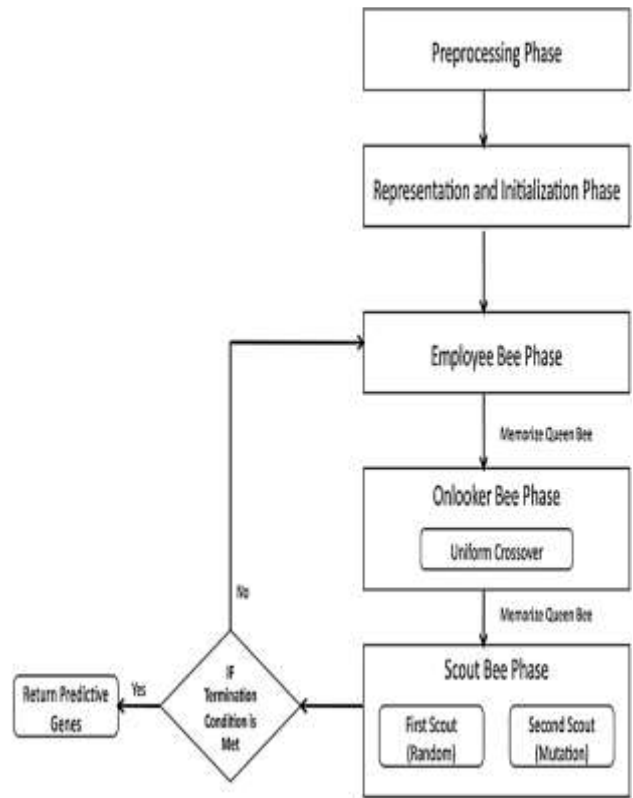 Preprocessing Phase
Representation and Initialization Phase
Employee Bee Phase
Memorize Queen Bee
Onlooker Bee Phase
Uniform Crossover
Memorize Queen Bee
Scout Bee Phase
First Scout
(Random)
Second Scout
(Mutation)
IF
Termination
Condition is
Met
No
Yes
Return Predictive
Genes